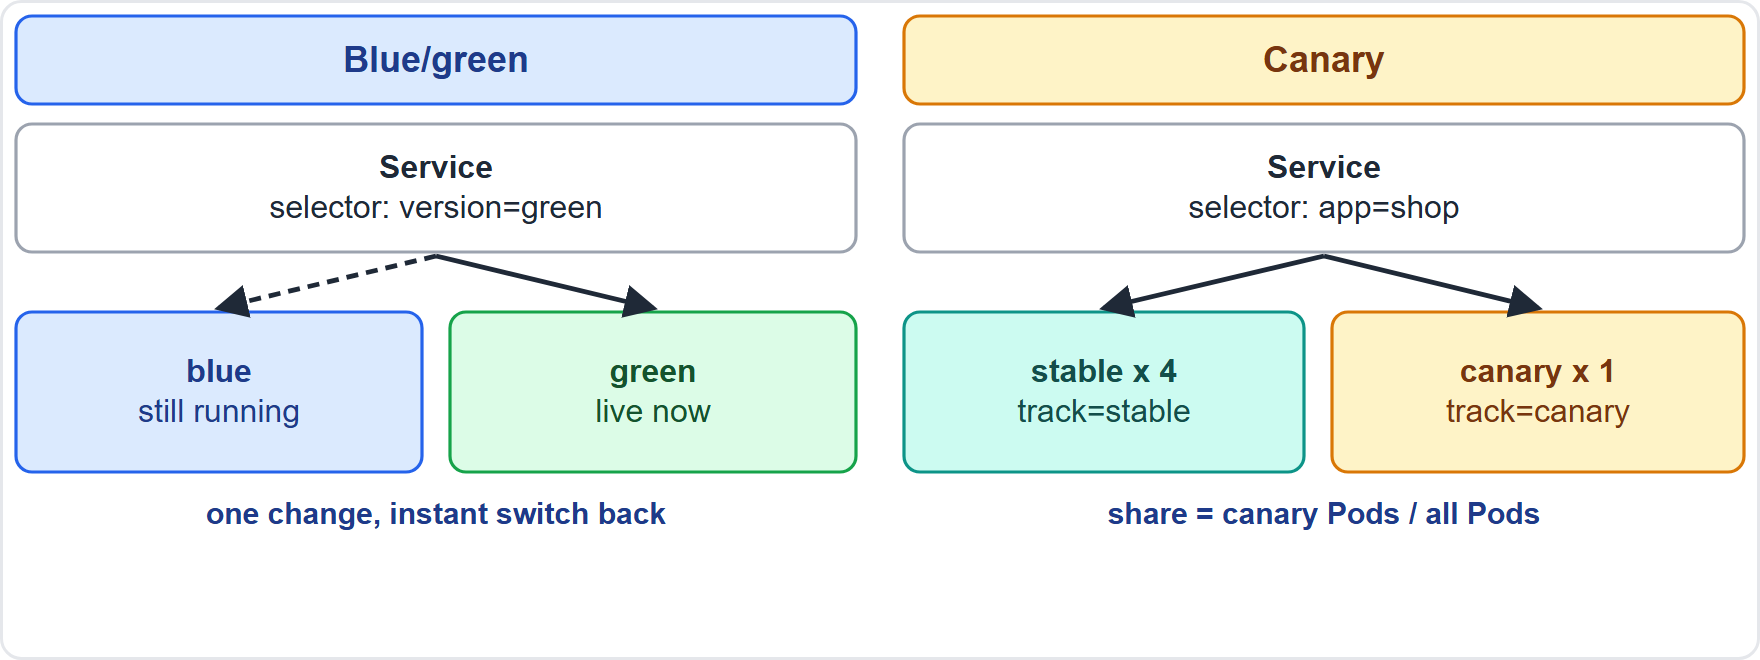 Blue/green
Service
selector: version=green
blue
still running
green
live now
one change, instant switch back
Canary
Service
selector: app=shop
stable x 4
track=stable
canary x 1
track=canary
share = canary Pods / all Pods